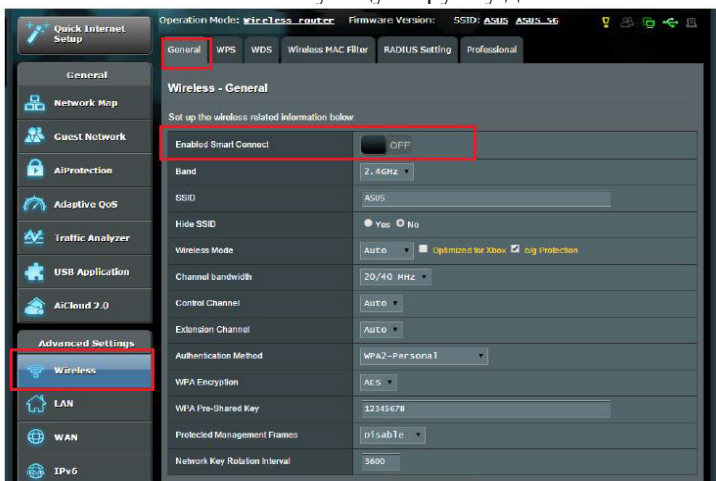 Quick Internet Setup
Operation Mode: Wireless router Firmware Version: SSID: ASUS ASUS_5G
General WPS WDS Wireless MAC Filter RADIUS Setting Professional
General
Network Map
Guest Network
AiProtection
Adaptive QoS
Traffic Analyzer
USB Application
AiCloud 2.0
Advanced Settings
Wireless
LAN
WAN
IPv6
Wireless - General
Set up the wireless related information below
Enabled Smart Connect OFF
Band 2.4GHz
SSID ASUS
Hide SSID Yes No
Wireless Mode Auto Optimized for Xbox b/g Protection
Channel bandwidth 20/40 MHz
Control Channel Auto
Extension Channel Auto
Authentication Method WPA2-Personal
WPA Encryption AES
WPA Pre-Shared Key 12345678
Protected Management Frames Disable
Network Key Rotation Interval 3600